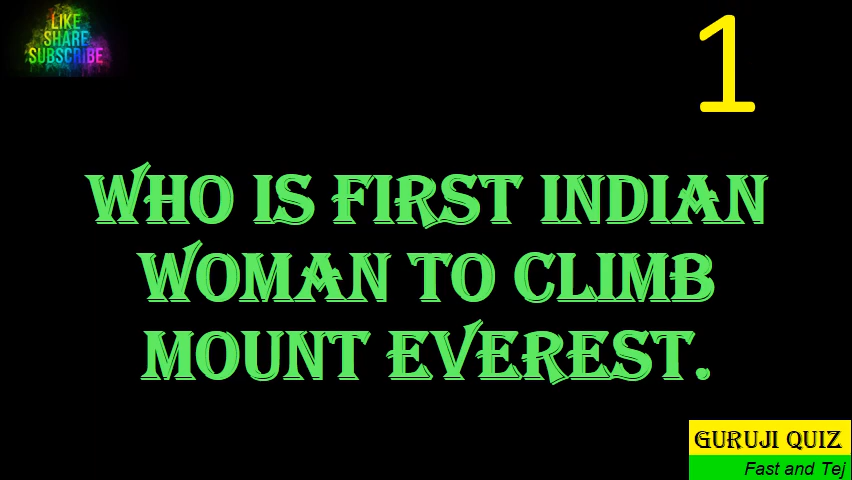 LIKE
SHARE
SUBSCRIBE
1
WHO IS FIRST INDIAN
WOMAN TO CLIMB
MOUNT EVEREST.
GURUJI QUIZ
Fast and Tej